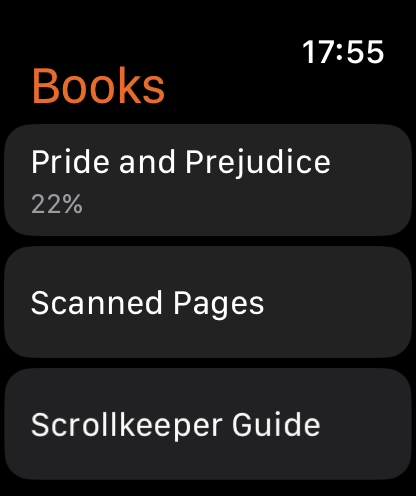 17:55
Books
Pride and Prejudice
22%
Scanned Pages
Scrollkeeper Guide